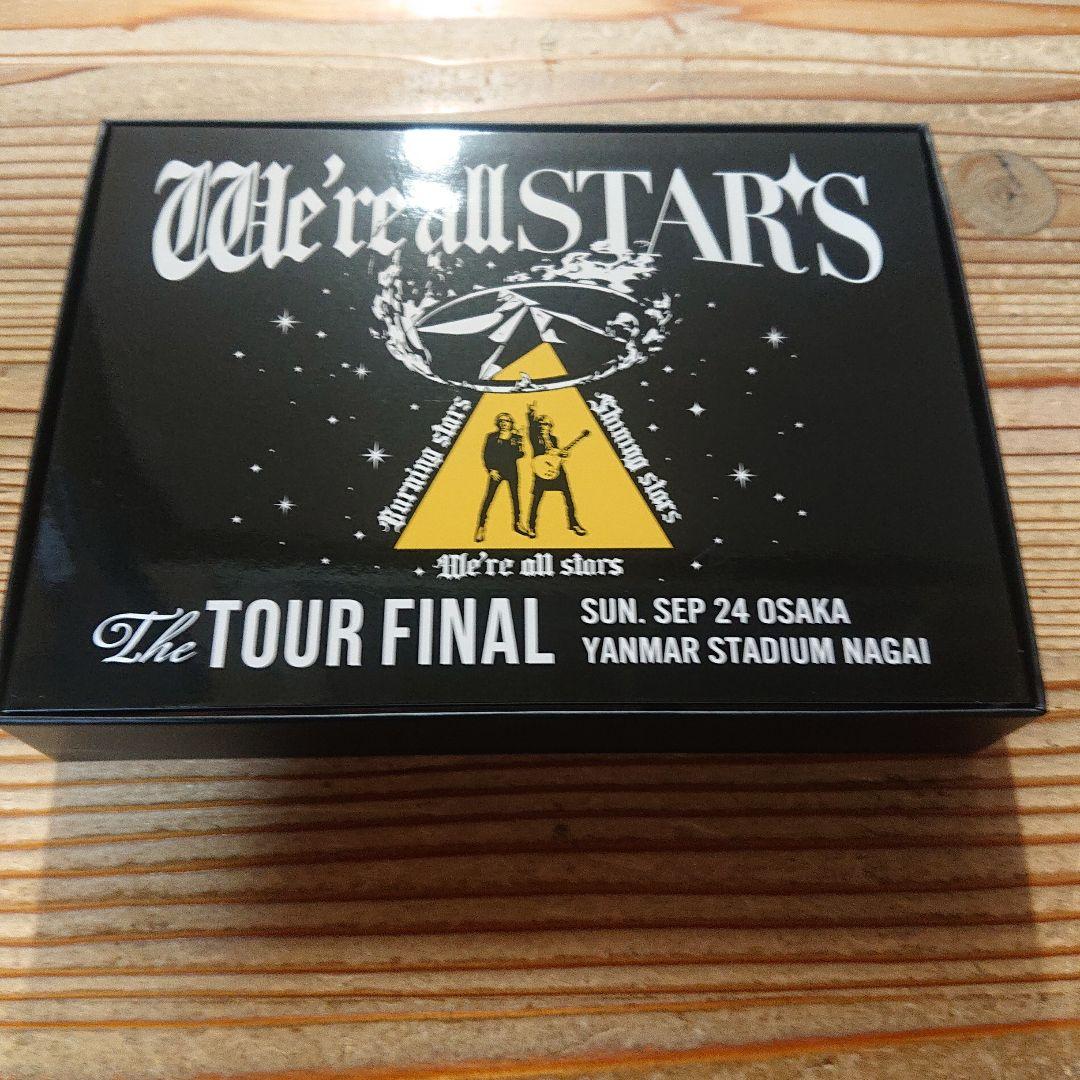 We're all STAR'S
Burning stars
Shining stars
We're all stars
The TOUR FINAL
SUN. SEP 24 OSAKA
YANMAR STADIUM NAGAI